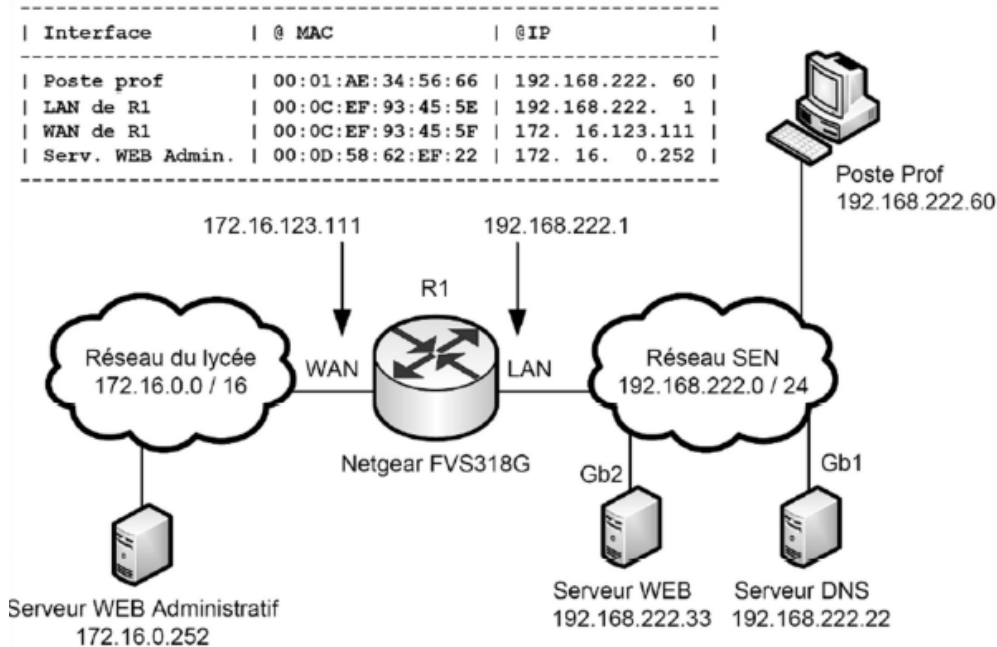 | Interface | @ MAC | @IP |
| Poste prof | 00:01:AE:34:56:66 | 192.168.222. 60 |
| LAN de R1 | 00:0C:EF:93:45:5E | 192.168.222. 1 |
| WAN de R1 | 00:0C:EF:93:45:5F | 172. 16.123.111 |
| Serv. WEB Admin. | 00:0D:58:62:EF:22 | 172. 16. 0.252 |
Poste Prof
192.168.222.60
172.16.123.111
192.168.222.1
R1
Réseau du lycée
172.16.0.0 / 16
WAN
LAN
Réseau SEN
192.168.222.0 / 24
Netgear FVS318G
Gb2
Gb1
Serveur WEB Administratif
172.16.0.252
Serveur WEB
192.168.222.33
Serveur DNS
192.168.222.22